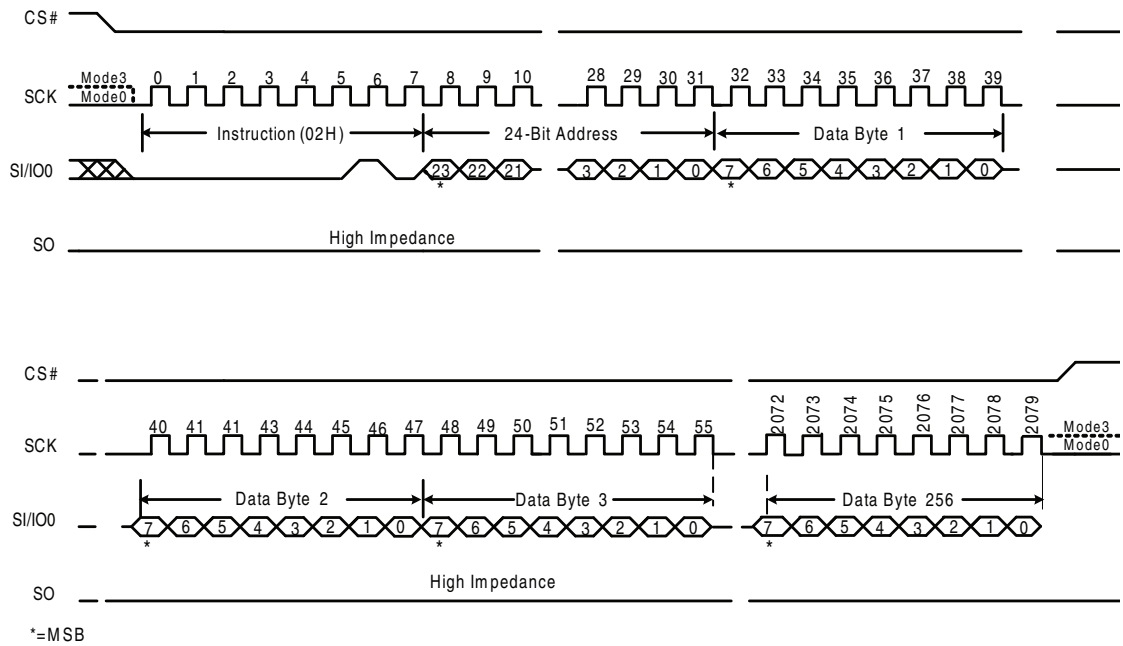 CS#
Mode3 0 1 2 3 4 5 6 7 8 9 10 28 29 30 31 32 33 34 35 36 37 38 39
SCK Mode0
Instruction (02H) 24-Bit Address Data Byte 1
SI/IO0 23 22 21 3 2 1 0 7 6 5 4 3 2 1 0
* *
High Impedance
SO
CS#
40 41 41 43 44 45 46 47 48 49 50 51 52 53 54 55 2072 2073 2074 2075 2076 2077 2078 2079 Mode3
SCK Mode0
Data Byte 2 Data Byte 3 Data Byte 256
SI/IO0 7 6 5 4 3 2 1 0 7 6 5 4 3 2 1 0 7 6 5 4 3 2 1 0
* * *
High Impedance
SO
*=MSB